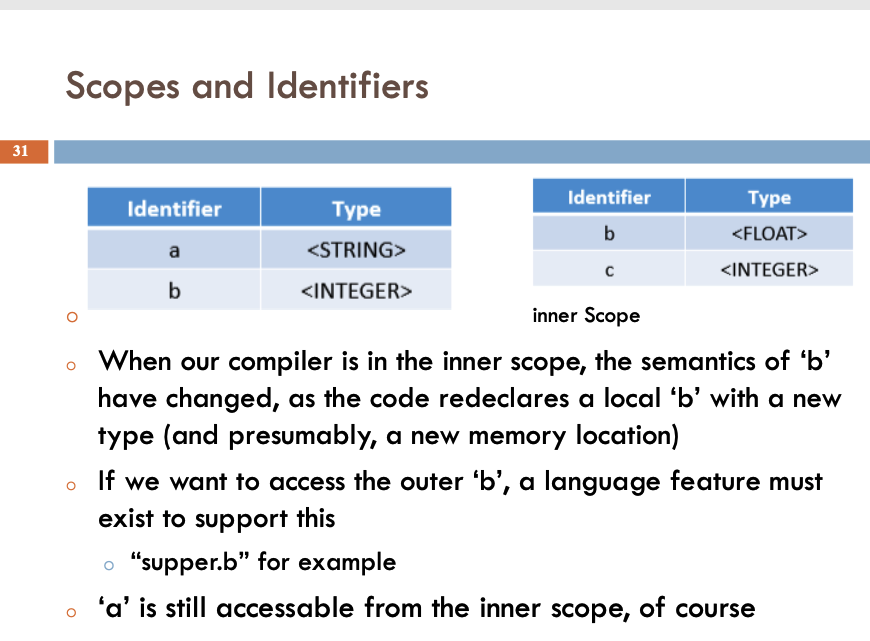 Scopes and Identifiers
31
Identifier Type
a <STRING>
b <INTEGER>
Identifier Type
b <FLOAT>
c <INTEGER>
inner Scope
When our compiler is in the inner scope, the semantics of ‘b’
have changed, as the code redeclares a local ‘b’ with a new
type (and presumably, a new memory location)
If we want to access the outer ‘b’, a language feature must
exist to support this
“supper.b” for example
‘a’ is still accessable from the inner scope, of course